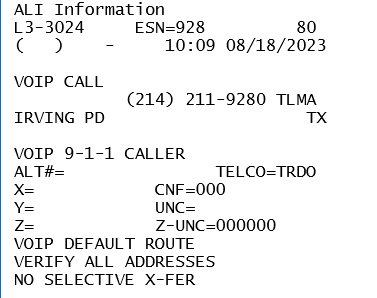 ALI Information
L3-3024 ESN=928 80
( ) - 10:09 08/18/2023
VOIP CALL
(214) 211-9280 TLMA
IRVING PD TX
VOIP 9-1-1 CALLER
ALT#= TELCO=TRDO
X= CNF=000
Y= UNC=
Z= Z-UNC=000000
VOIP DEFAULT ROUTE
VERIFY ALL ADDRESSES
NO SELECTIVE X-FER